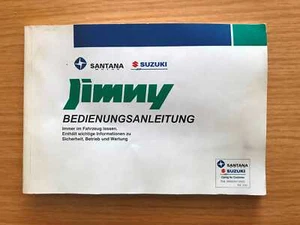 SANTANA SUZUKI
Jimny
BEDIENUNGSANLEITUNG
Immer im Fahrzeug lassen.
Enthält wichtige Informationen zu
Sicherheit, Betrieb und Wartung
SANTANA SUZUKI